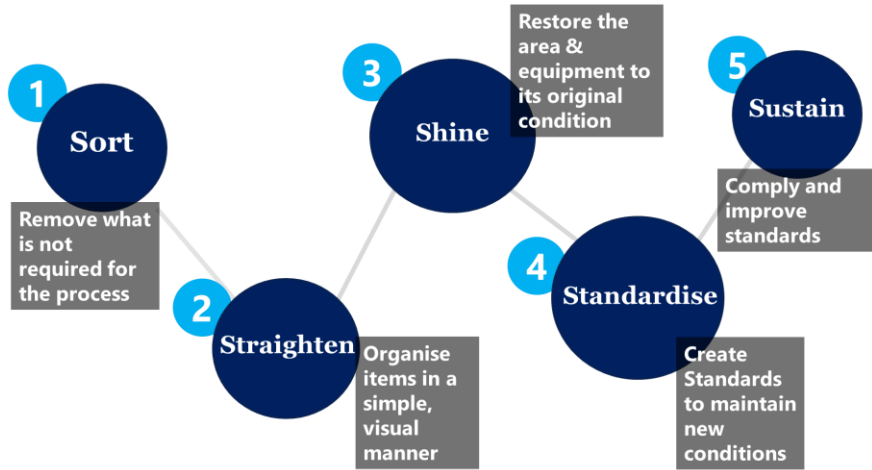 1
Sort
Remove what
is not
required for
the process
2
Straighten
Organise
items in a
simple,
visual
manner
3
Shine
Restore the
area &
equipment to
its original
condition
4
Standardise
Create
Standards
to maintain
new
conditions
5
Sustain
Comply and
improve
standards